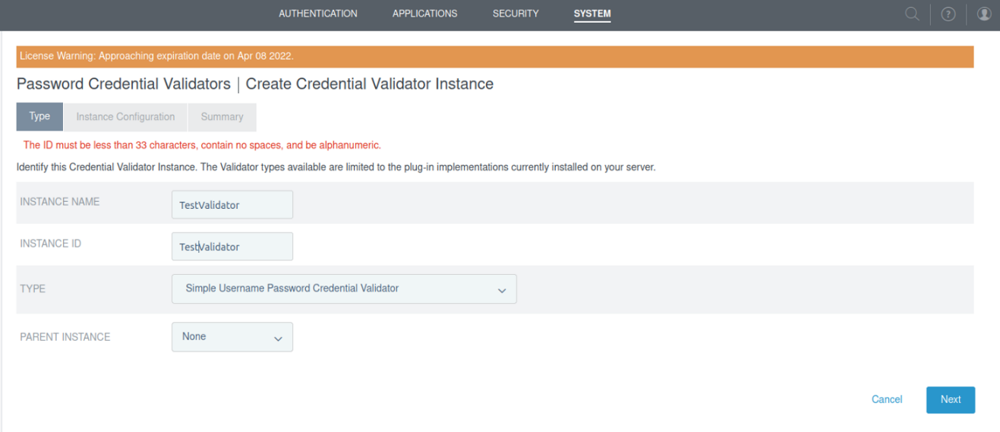 AUTHENTICATION APPLICATIONS SECURITY SYSTEM ?
License Warning: Approaching expiration date on Apr 08 2022.
Password Credential Validators | Create Credential Validator Instance
Type Instance Configuration Summary
The ID must be less than 33 characters, contain no spaces, and be alphanumeric.
Identify this Credential Validator Instance. The Validator types available are limited to the plug-in implementations currently installed on your server.
INSTANCE NAME TestValidator
INSTANCE ID TestValidator
TYPE Simple Username Password Credential Validator
PARENT INSTANCE None
Cancel Next